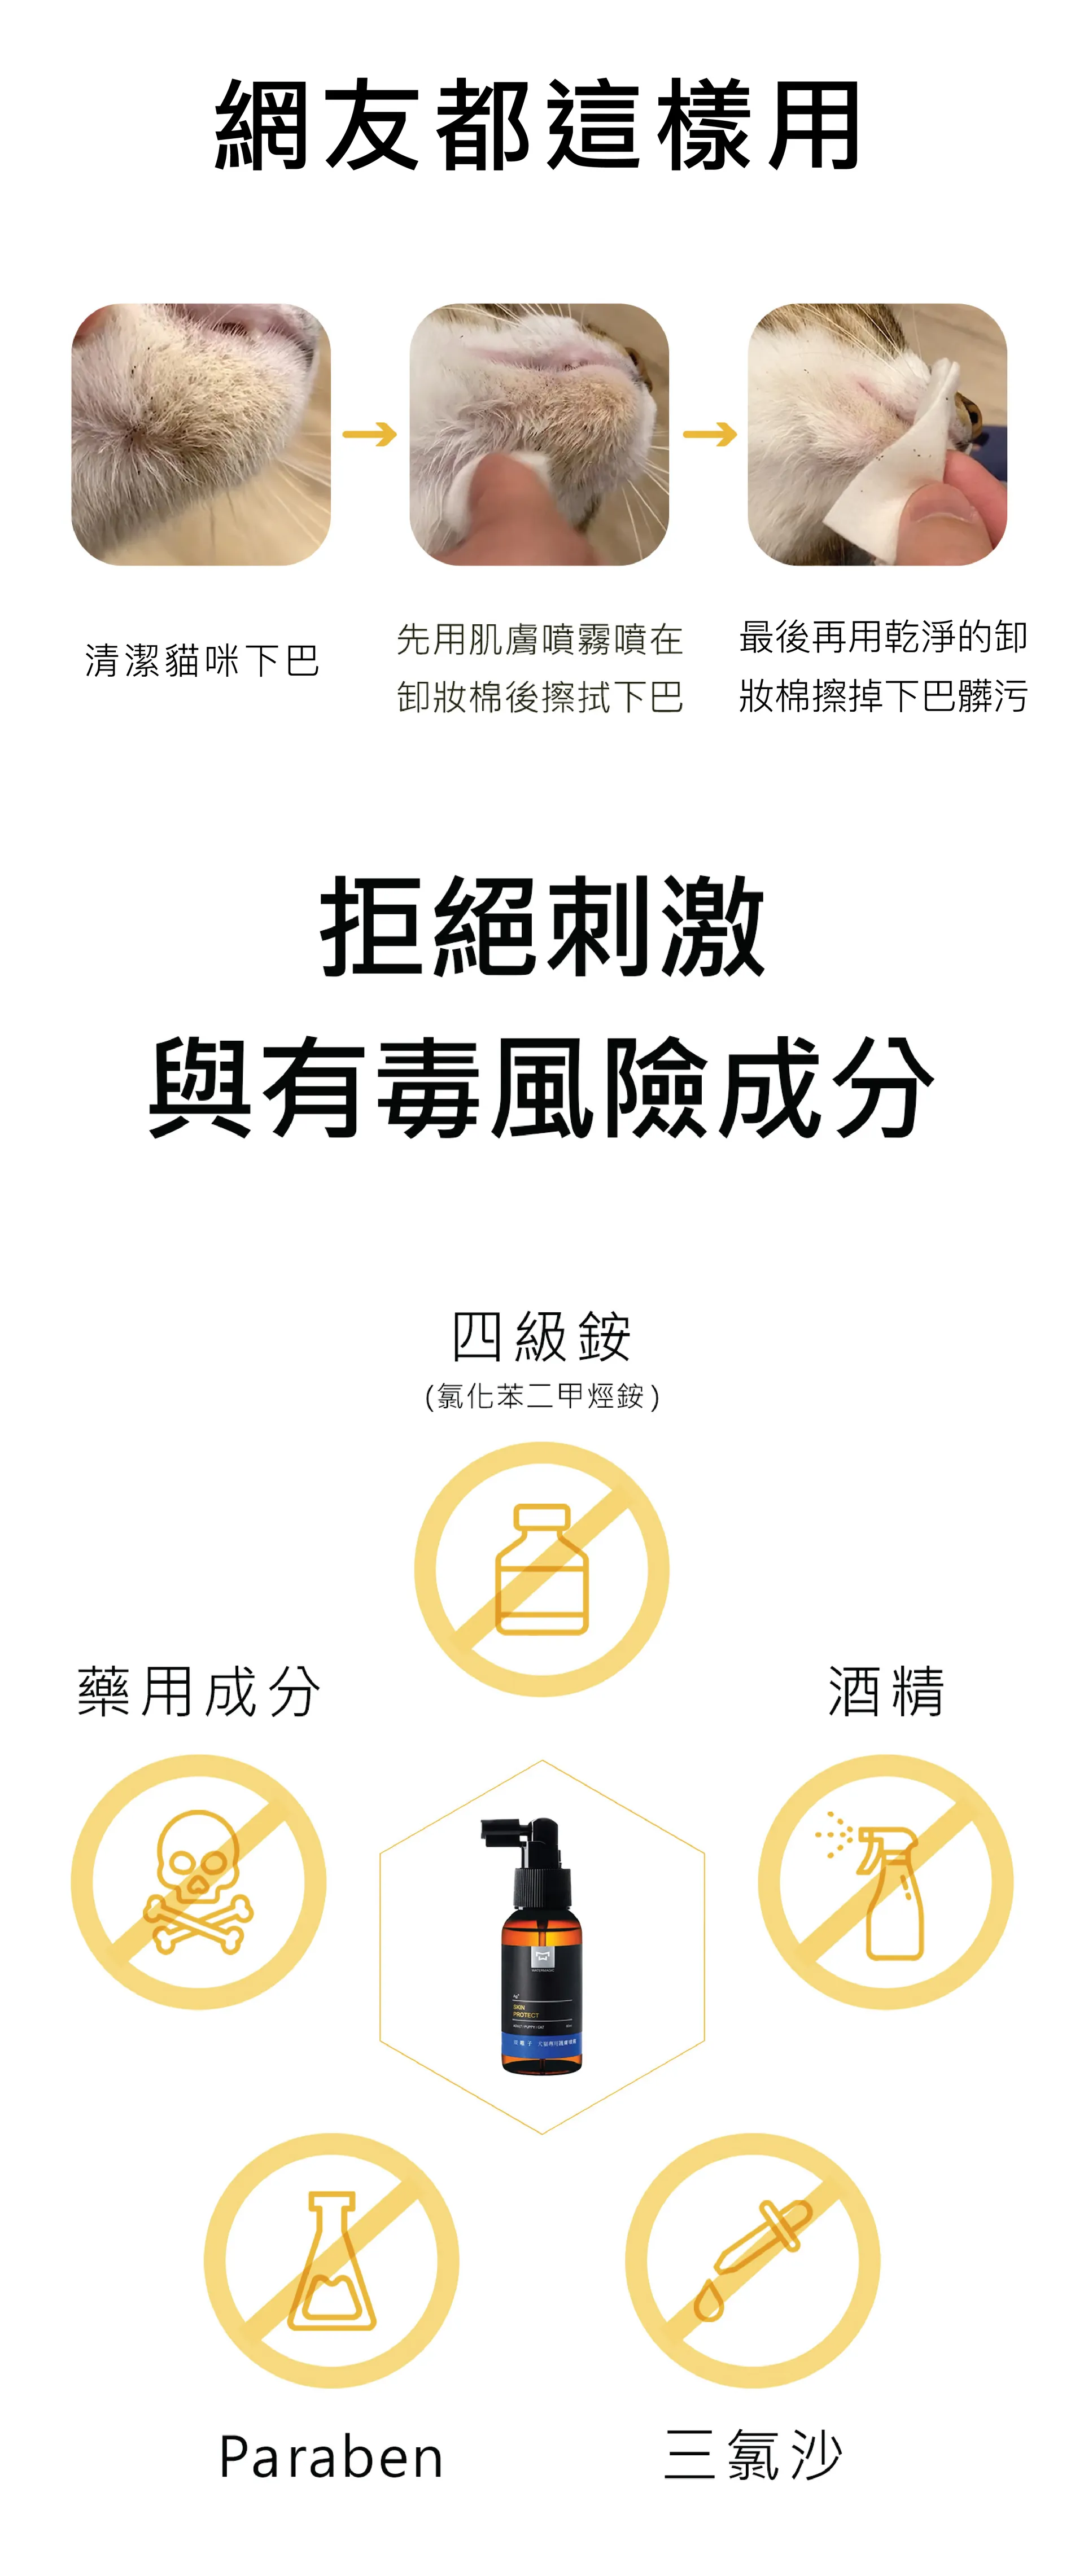 網友都這樣用
清潔貓咪下巴
先用肌膚噴霧噴在
卸妝棉後擦拭下巴
最後再用乾淨的卸
妝棉擦掉下巴髒污
拒絕刺激
與有毒風險成分
四級銨
(氯化苯二甲烴銨)
藥用成分
酒精
SKIN
PROTECT
Paraben
三氯沙